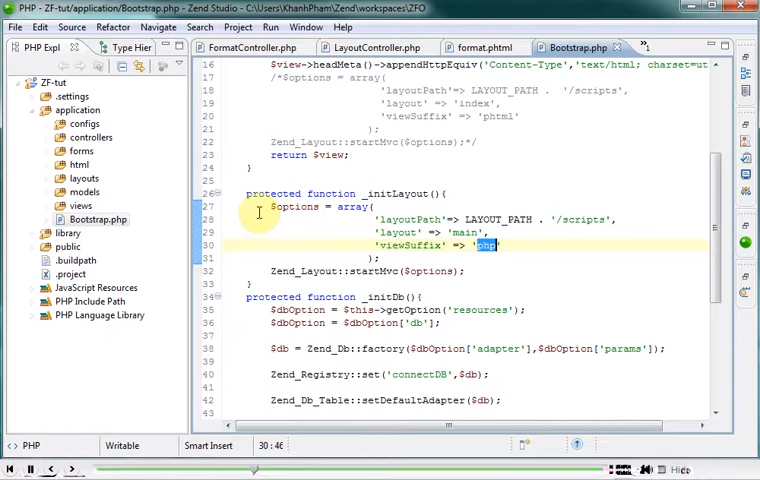 PHP - ZF-tut/application/Bootstrap.php - Zend Studio - C:\Users\KhanhPham\Zend\workspaces\ZFO
File Edit Source Refactor Navigate Search Project Run Window Help
PHP Expl Type Hier FormatController.php LayoutController.php format.phtml Bootstrap.php »1
ZF-tut
.settings
application
configs
controllers
forms
html
layouts
models
views
Bootstrap.php
library
public
.buildpath
.project
JavaScript Resources
PHP Include Path
PHP Language Library
16 $view->headMeta()->appendHttpEquiv('Content-Type','text/html; charset=ut
17 /*$options = array(
18 'layoutPath'=> LAYOUT_PATH . '/scripts',
19 'layout' => 'index',
20 'viewSuffix' => 'phtml'
21 );
22 Zend_Layout::startMvc($options);*/
23 return $view;
24 }
25
26 protected function _initLayout(){
27 $options = array(
28 'layoutPath'=> LAYOUT_PATH . '/scripts',
29 'layout' => 'main',
30 'viewSuffix' => 'php'
31 );
32 Zend_Layout::startMvc($options);
33 }
34 protected function _initDb(){
35 $dbOption = $this->getOption('resources');
36 $dbOption = $dbOption['db'];
37
38 $db = Zend_Db::factory($dbOption['adapter'],$dbOption['params']);
39
40 Zend_Registry::set('connectDB',$db);
41
42 Zend_Db_Table::setDefaultAdapter($db);
43
PHP Writable Smart Insert 30 : 46
Hide